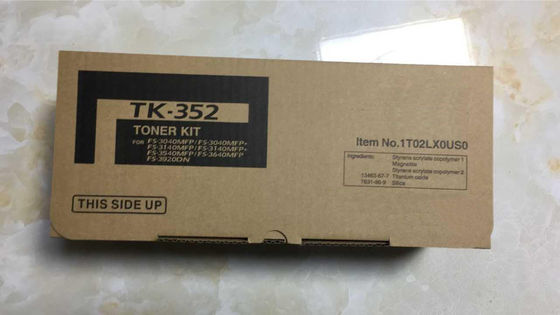 TK-352
TONER KIT
FOR FS-3040MFP/FS-3040MFP+
FS-3140MFP/FS-3140MFP+
FS-3540MFP/FS-3640MFP
FS-3920DN
THIS SIDE UP
Item No.1T02LX0US0
Ingredients: Styrene acrylate copolymer 1
Magnetite
Styrene acrylate copolymer 2
13463-67-7 Titanium oxide
7631-86-9 Silica